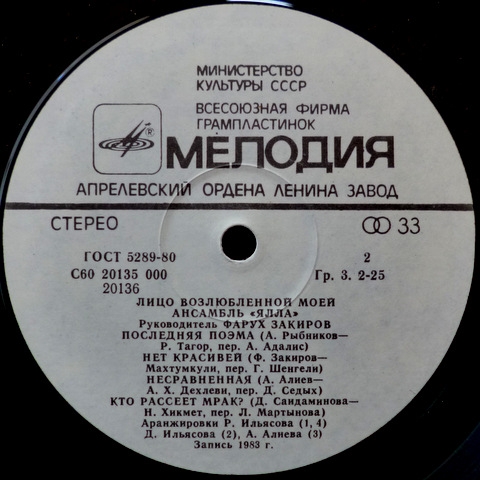 МИНИСТЕРСТВО
КУЛЬТУРЫ СССР
ВСЕСОЮЗНАЯ ФИРМА
ГРАМПЛАСТИНОК
®
МЕЛОДИЯ
АПРЕЛЕВСКИЙ ОРДЕНА ЛЕНИНА ЗАВОД
СТЕРЕО 33
ГОСТ 5289-80 2
С60 20135 000 Гр. 3. 2-25
20136
ЛИЦО ВОЗЛЮБЛЕННОЙ МОЕЙ
АНСАМБЛЬ «ЯЛЛА»
Руководитель ФАРУХ ЗАКИРОВ
ПОСЛЕДНЯЯ ПОЭМА (А. Рыбников—
Р. Тагор, пер. А. Адалис)
НЕТ КРАСИВЕЙ (Ф. Закиров—
Махтумкули, пер. Г. Шенгели)
НЕСРАВНЕННАЯ (А. Алиев—
А. Х. Дехлеви, пер. Д. Седых)
КТО РАССЕЕТ МРАК? (Д. Сандаминова—
Н. Хикмет, пер. Л. Мартынова)
Аранжировки Р. Ильясова (1, 4)
Д. Ильясова (2), А. Алиева (3)
Запись 1983 г.